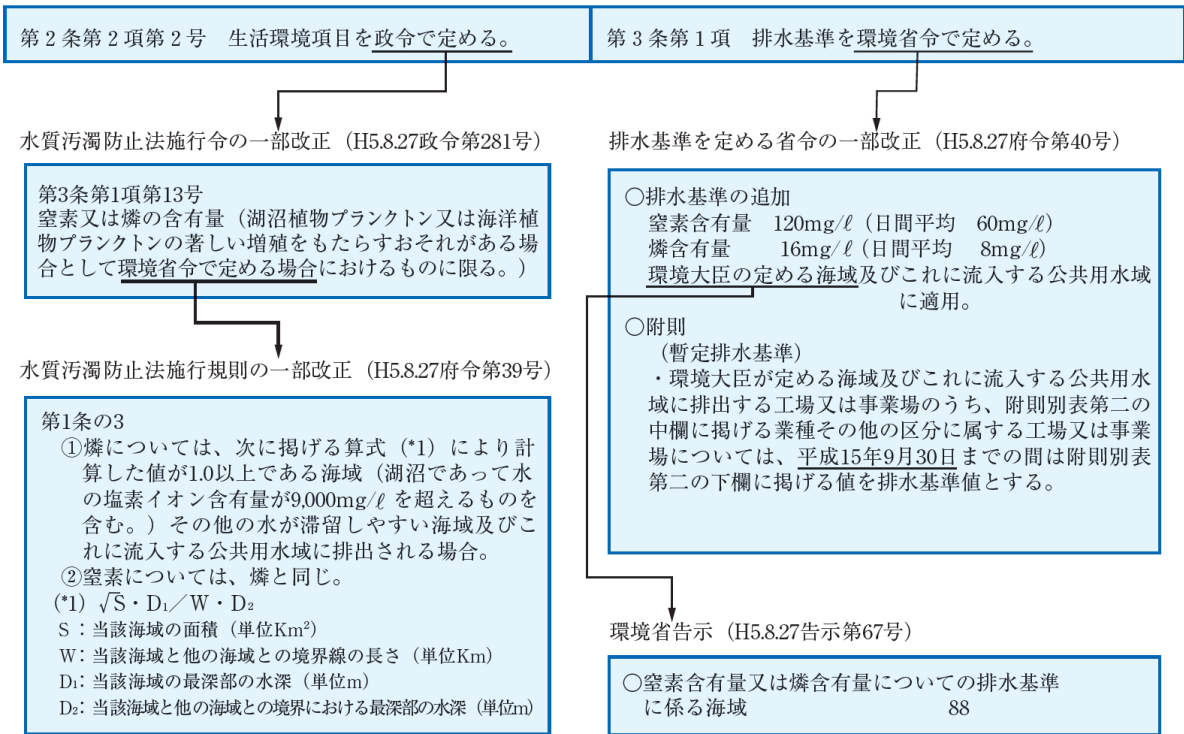 第２条第２項第２号　生活環境項目を政令で定める。
第３条第１項　排水基準を環境省令で定める。
水質汚濁防止法施行令の一部改正（H5.8.27政令第281号）
第3条第1項第13号
窒素又は燐の含有量（湖沼植物プランクトン又は海洋植
物プランクトンの著しい増殖をもたらすおそれがある場
合として環境省令で定める場合におけるものに限る。）
水質汚濁防止法施行規則の一部改正（H5.8.27府令第39号）
第1条の3
①燐については、次に掲げる算式（*1）により計
算した値が1.0以上である海域（湖沼であって水
の塩素イオン含有量が9,000mg/ℓ を超えるものを
含む。）その他の水が滞留しやすい海域及びこ
れに流入する公共用水域に排出される場合。
②窒素については、燐と同じ。
（*1）√S・D₁／W・D₂
S：当該海域の面積（単位Km²）
W：当該海域と他の海域との境界線の長さ（単位Km）
D₁：当該海域の最深部の水深（単位m）
D₂：当該海域と他の海域との境界における最深部の水深（単位m）
排水基準を定める省令の一部改正（H5.8.27府令第40号）
○排水基準の追加
窒素含有量　120mg/ℓ（日間平均　60mg/ℓ）
燐含有量　16mg/ℓ（日間平均　8mg/ℓ）
環境大臣の定める海域及びこれに流入する公共用水域
に適用。
○附則
（暫定排水基準）
・環境大臣が定める海域及びこれに流入する公共用水
域に排出する工場又は事業場のうち、附則別表第二の
中欄に掲げる業種その他の区分に属する工場又は事業
場については、平成15年9月30日までの間は附則別表
第二の下欄に掲げる値を排水基準値とする。
環境省告示（H5.8.27告示第67号）
○窒素含有量又は燐含有量についての排水基準
に係る海域　88